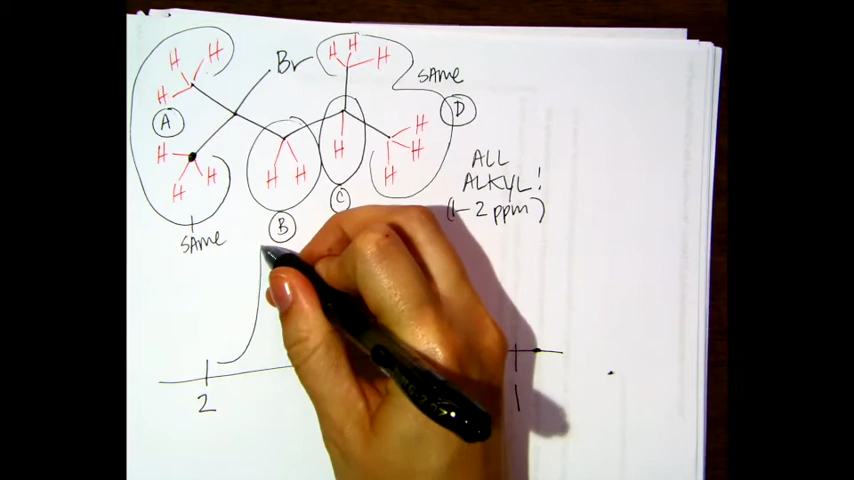 H H H
H Br H H H
H SAME
A D
H H
H H H H H
H H H H ALL
ALKYL!
C (1-2 ppm)
B
SAME
2 1